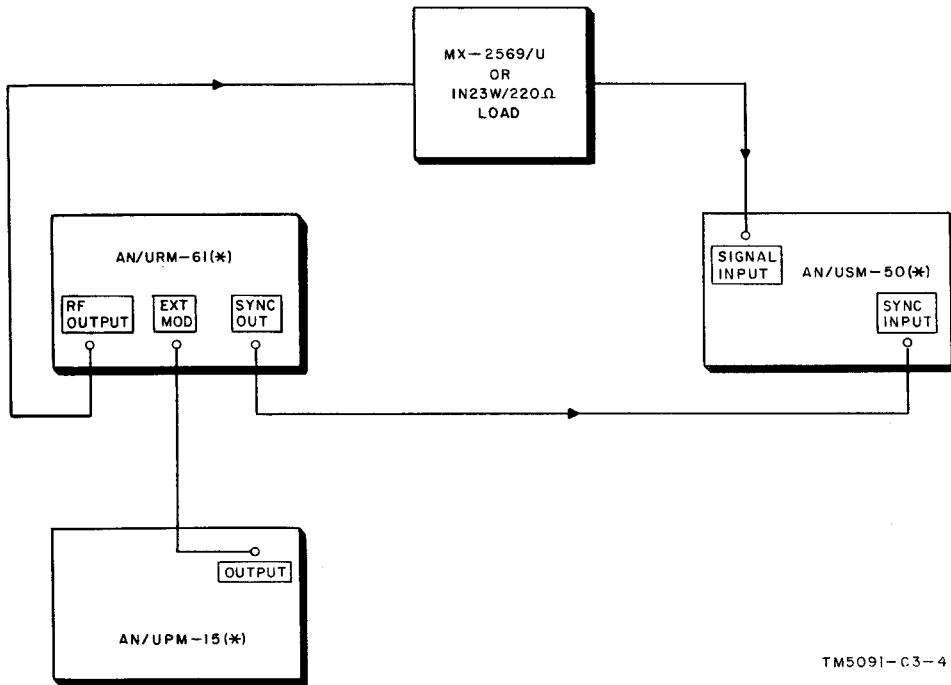 MX-2569/U
OR
IN23W/220Ω
LOAD
AN/URM-61(*)
RF
OUTPUT
EXT
MOD
SYNC
OUT
SIGNAL
INPUT
AN/USM-50(*)
SYNC
INPUT
OUTPUT
AN/UPM-15(*)
TM5091-C3-4